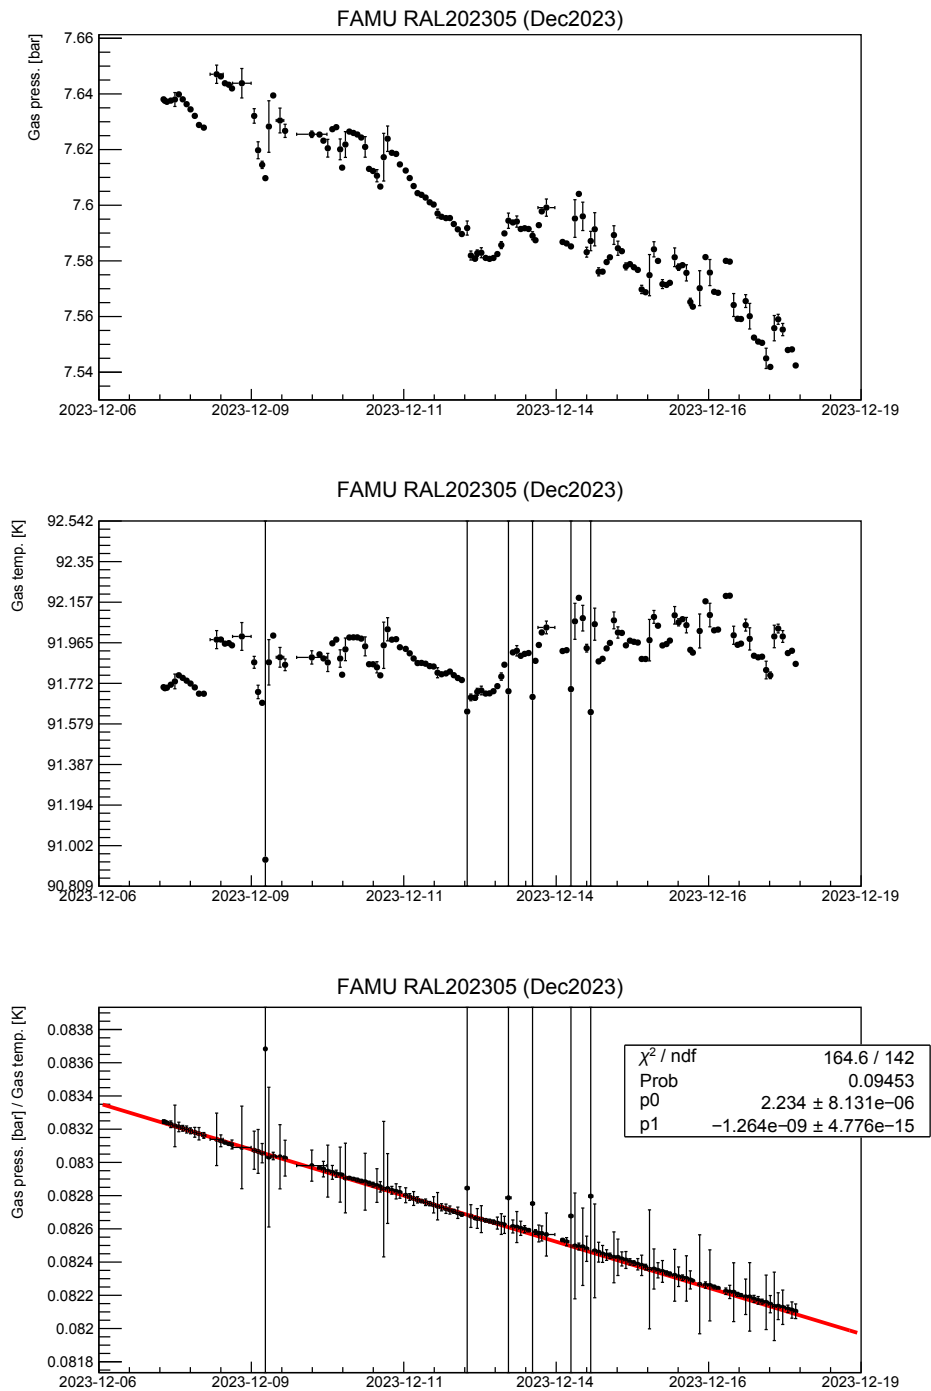 FAMU RAL202305 (Dec2023)
Gas press. [bar]
7.66
7.64
7.62
7.6
7.58
7.56
7.54
2023-12-06 2023-12-09 2023-12-11 2023-12-14 2023-12-16 2023-12-19
FAMU RAL202305 (Dec2023)
Gas temp. [K]
92.542
92.35
92.157
91.965
91.772
91.579
91.387
91.194
91.002
90.809
2023-12-06 2023-12-09 2023-12-11 2023-12-14 2023-12-16 2023-12-19
FAMU RAL202305 (Dec2023)
Gas press. [bar] / Gas temp. [K]
0.0838
0.0836
0.0834
0.0832
0.083
0.0828
0.0826
0.0824
0.0822
0.082
0.0818
χ² / ndf 164.6 / 142
Prob 0.09453
p0 2.234 ± 8.131e−06
p1 −1.264e−09 ± 4.776e−15
2023-12-06 2023-12-09 2023-12-11 2023-12-14 2023-12-16 2023-12-19